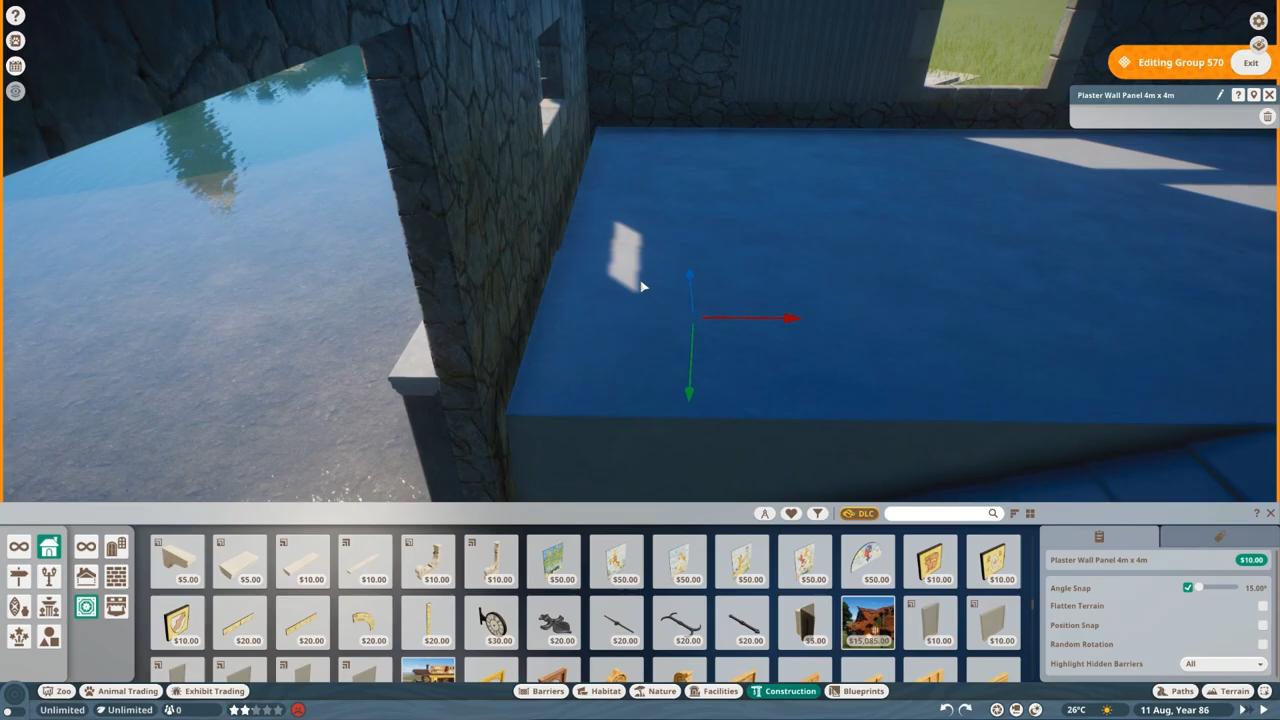 ?
Editing Group 570
Exit
Plaster Wall Panel 4m x 4m
?
DLC
?
$5.00
$5.00
$10.00
$10.00
$10.00
$10.00
$50.00
$50.00
$50.00
$50.00
$50.00
$50.00
$10.00
$10.00
$10.00
$20.00
$20.00
$20.00
$20.00
$30.00
$20.00
$20.00
$20.00
$20.00
$5.00
$15,085.00
$10.00
$10.00
Plaster Wall Panel 4m x 4m
$10.00
Angle Snap
15.00°
Flatten Terrain
Position Snap
Random Rotation
Highlight Hidden Barriers
All
Zoo
Animal Trading
Exhibit Trading
Barriers
Habitat
Nature
Facilities
Construction
Blueprints
Paths
Terrain
Unlimited
Unlimited
0
26°C
11 Aug, Year 86